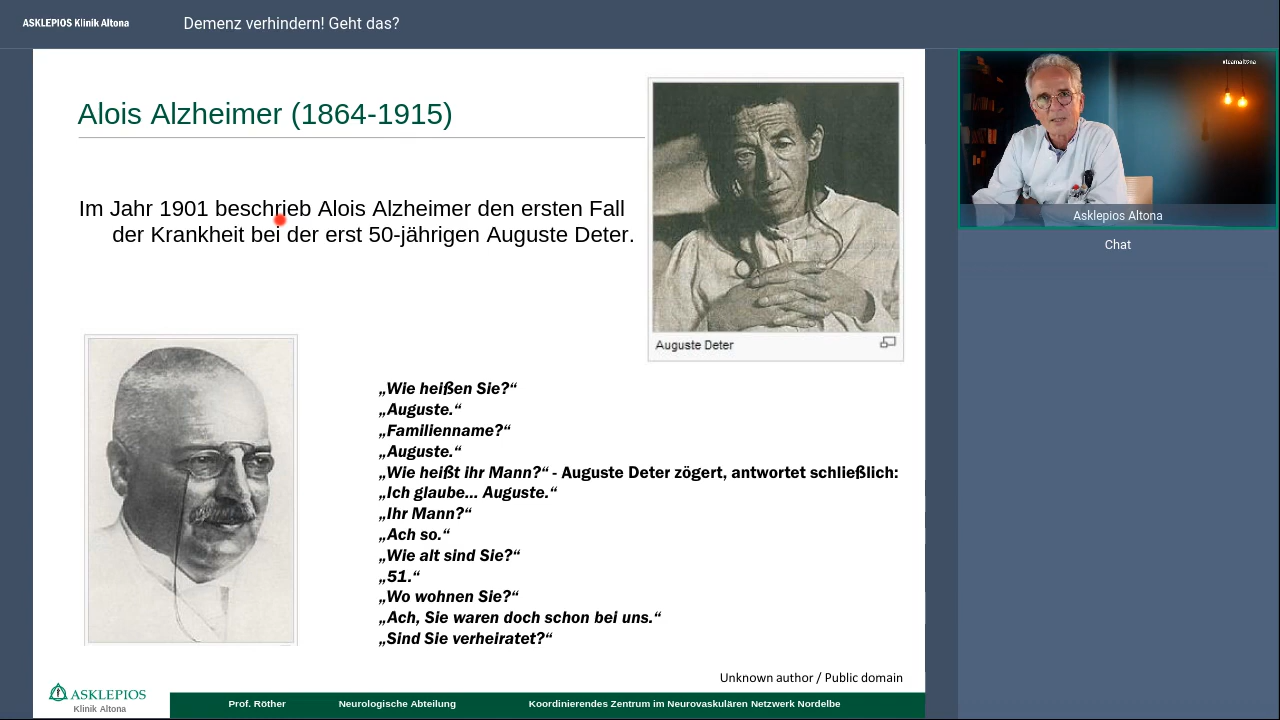 ASKLEPIOS Klinik Altona
Demenz verhindern! Geht das?
Alois Alzheimer (1864-1915)
Im Jahr 1901 beschrieb Alois Alzheimer den ersten Fall
der Krankheit bei der erst 50-jährigen Auguste Deter.
Auguste Deter
„Wie heißen Sie?“
„Auguste.“
„Familienname?“
„Auguste.“
„Wie heißt ihr Mann?“ - Auguste Deter zögert, antwortet schließlich:
„Ich glaube... Auguste.“
„Ihr Mann?“
„Ach so.“
„Wie alt sind Sie?“
„51.“
„Wo wohnen Sie?“
„Ach, Sie waren doch schon bei uns.“
„Sind Sie verheiratet?“
Unknown author / Public domain
ASKLEPIOS
Klinik Altona
Prof. Röther Neurologische Abteilung Koordinierendes Zentrum im Neurovaskulären Netzwerk Nordelbe
#teamaltona
Asklepios Altona
Chat